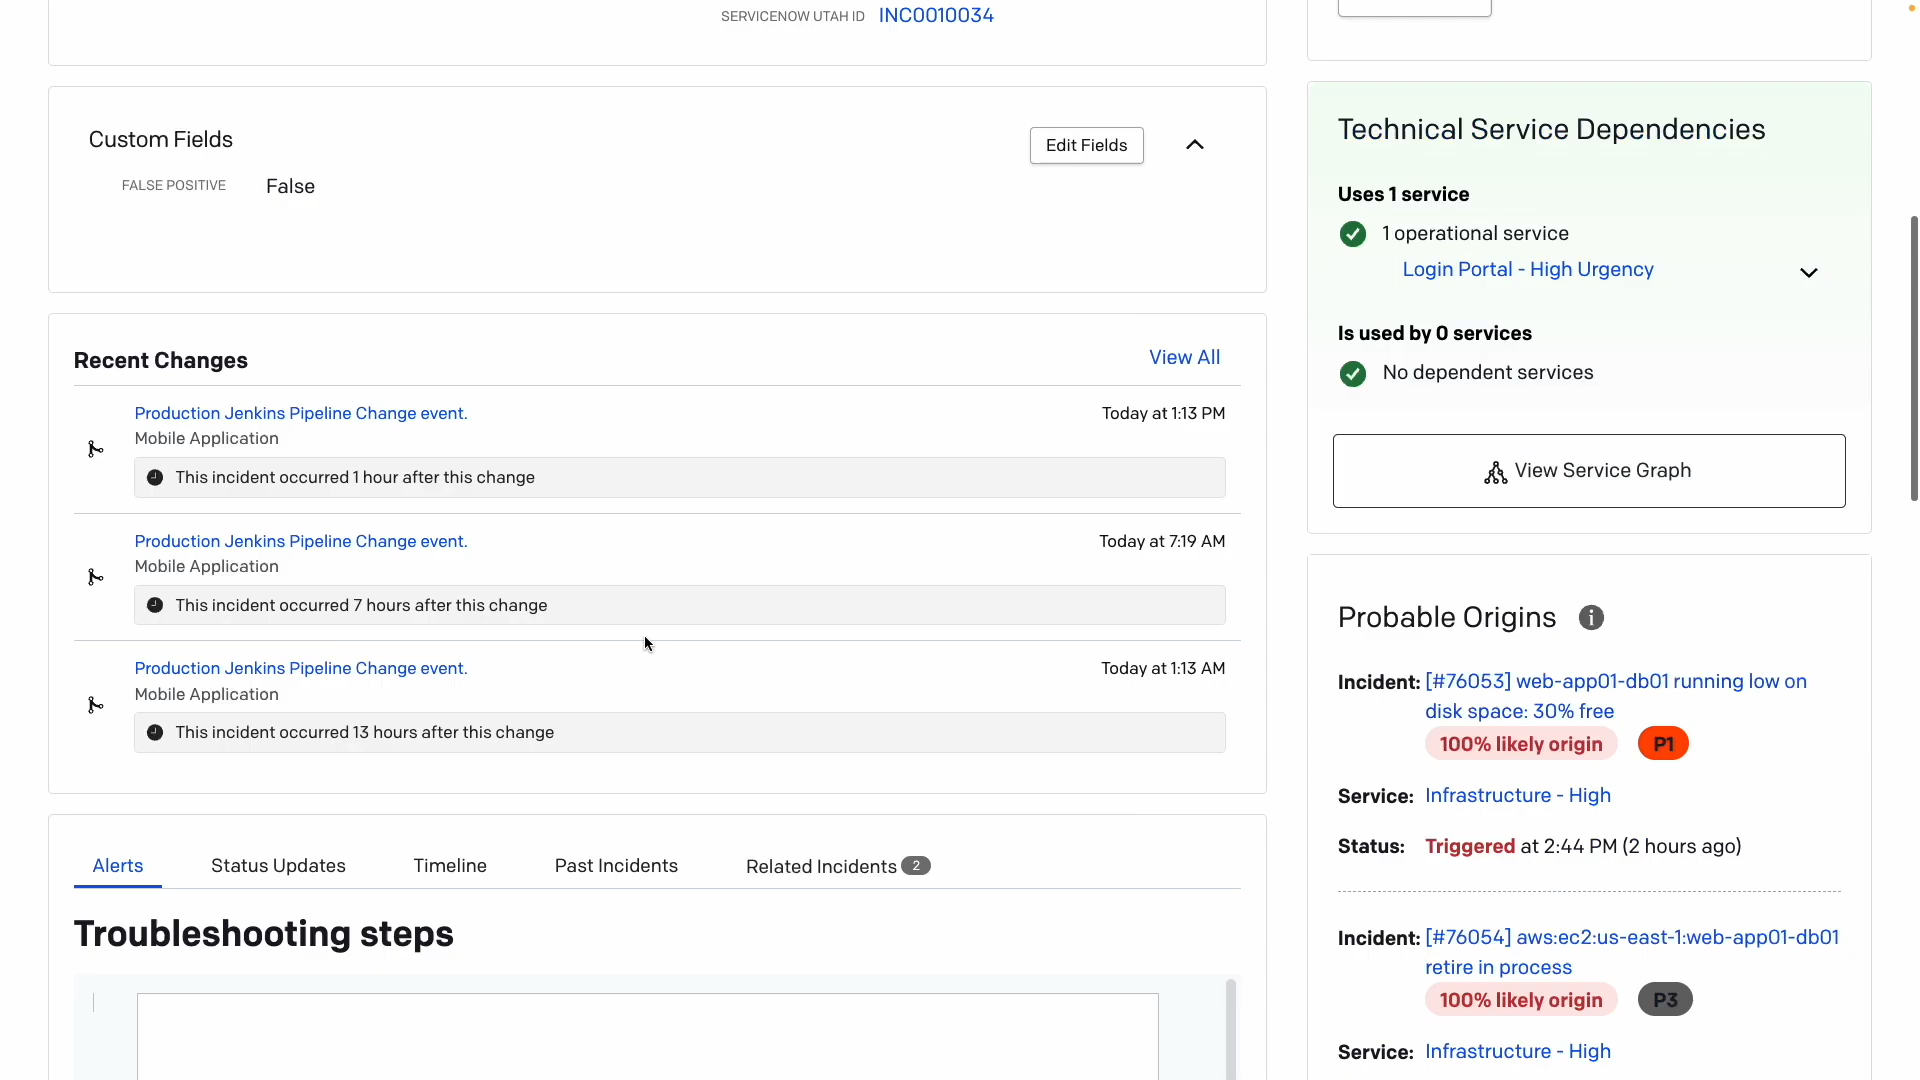 SERVICENOW UTAH ID INC0010034
Custom Fields
Edit Fields
FALSE POSITIVE False
Recent Changes
View All
Production Jenkins Pipeline Change event.
Today at 1:13 PM
Mobile Application
This incident occurred 1 hour after this change
Production Jenkins Pipeline Change event.
Today at 7:19 AM
Mobile Application
This incident occurred 7 hours after this change
Production Jenkins Pipeline Change event.
Today at 1:13 AM
Mobile Application
This incident occurred 13 hours after this change
Alerts
Status Updates
Timeline
Past Incidents
Related Incidents 2
Troubleshooting steps
Technical Service Dependencies
Uses 1 service
1 operational service
Login Portal - High Urgency
Is used by 0 services
No dependent services
View Service Graph
Probable Origins
Incident: [#76053] web-app01-db01 running low on
disk space: 30% free
100% likely origin P1
Service: Infrastructure - High
Status: Triggered at 2:44 PM (2 hours ago)
Incident: [#76054] aws:ec2:us-east-1:web-app01-db01
retire in process
100% likely origin P3
Service: Infrastructure - High